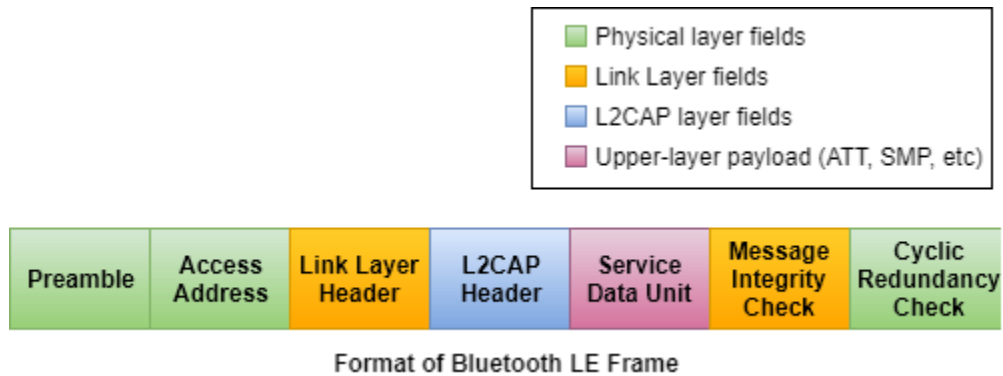 Physical layer fields
Link Layer fields
L2CAP layer fields
Upper-layer payload (ATT, SMP, etc)
Preamble
Access
Address
Link Layer
Header
L2CAP
Header
Service
Data Unit
Message
Integrity
Check
Cyclic
Redundancy
Check
Format of Bluetooth LE Frame